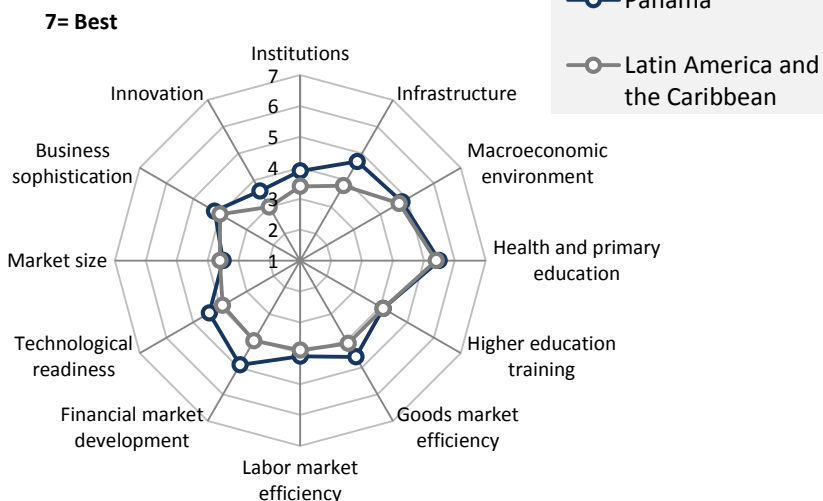 7= Best
Panama
Latin America and
the Caribbean
Institutions
Infrastructure
Macroeconomic
environment
Health and primary
education
Higher education
training
Goods market
efficiency
Labor market
efficiency
Financial market
development
Technological
readiness
Market size
Business
sophistication
Innovation
7
6
5
4
3
2
1